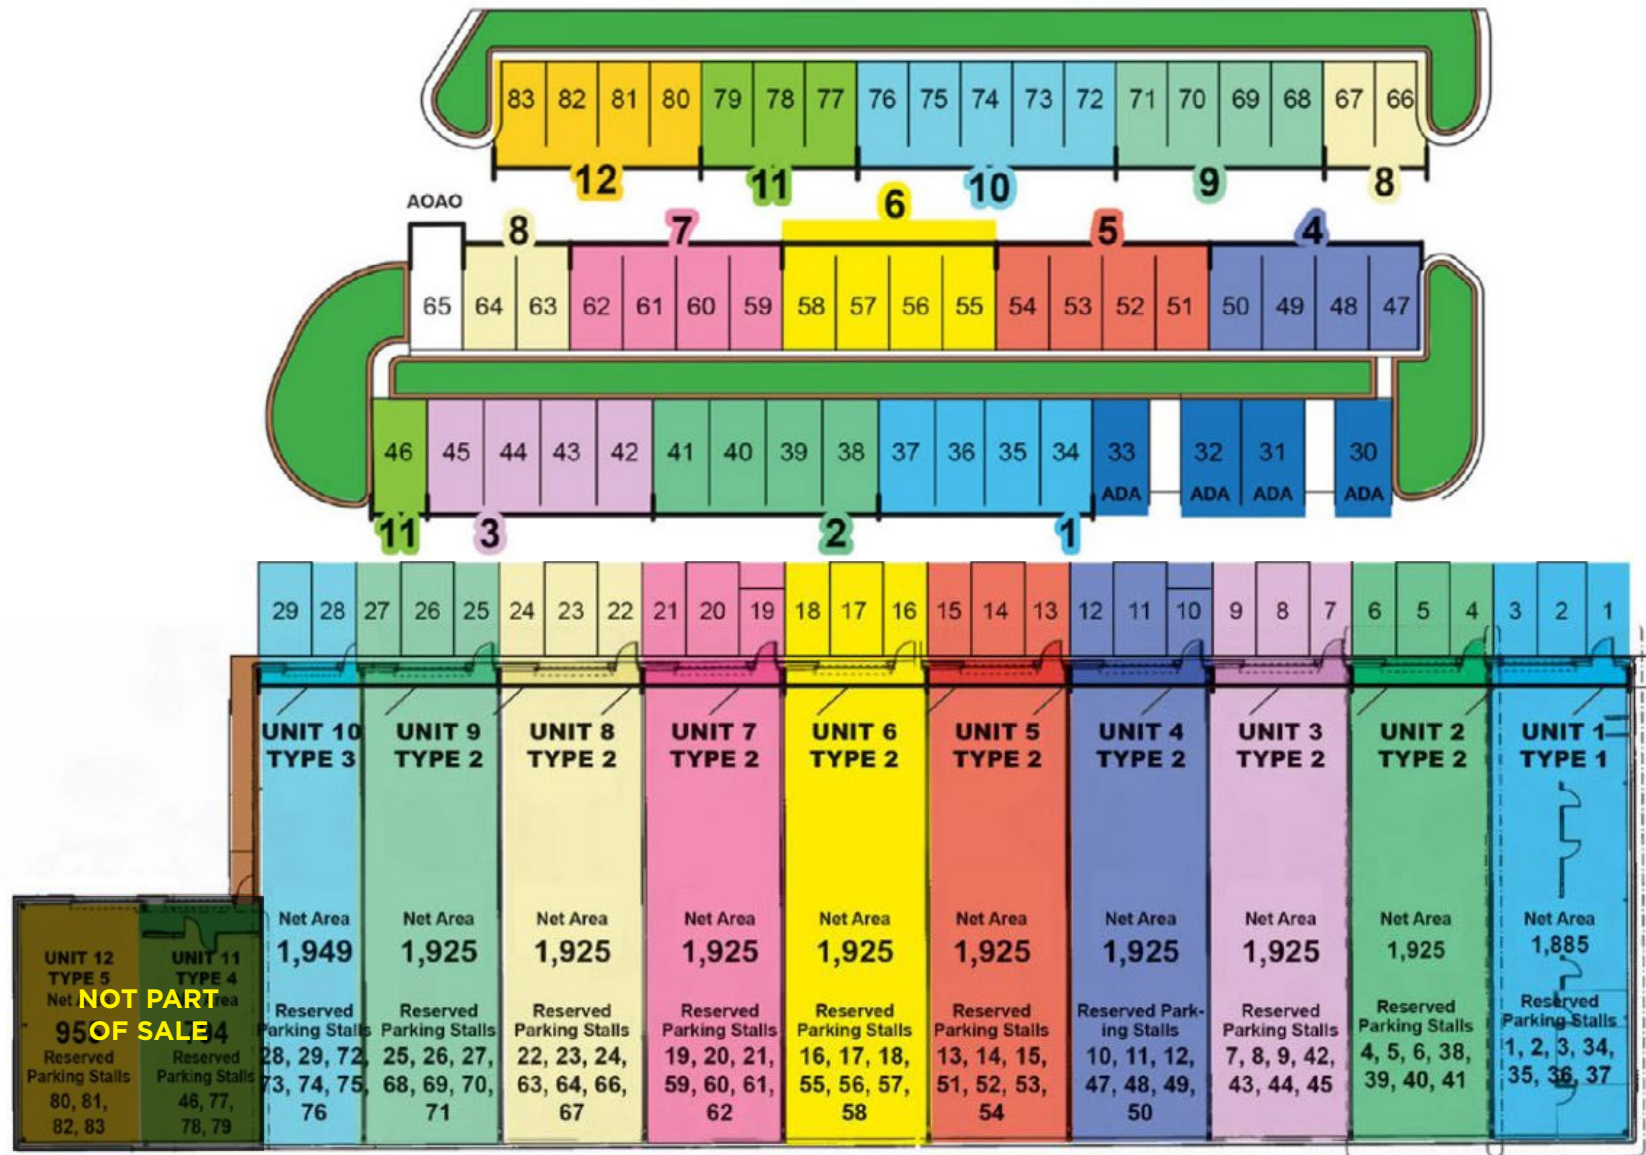 83 82 81 80 79 78 77 76 75 74 73 72 71 70 69 68 67 66
12 11 10 9 8
AOAO
8 7 6 5 4
65 64 63 62 61 60 59 58 57 56 55 54 53 52 51 50 49 48 47
46 45 44 43 42 41 40 39 38 37 36 35 34 33 32 31 30
ADA ADA ADA ADA
11 3 2 1
29 28 27 26 25 24 23 22 21 20 19 18 17 16 15 14 13 12 11 10 9 8 7 6 5 4 3 2 1
UNIT 10
TYPE 3
Net Area
1,949
Reserved
Parking Stalls
28, 29, 72,
73, 74, 75,
76
UNIT 9
TYPE 2
Net Area
1,925
Reserved
Parking Stalls
25, 26, 27,
68, 69, 70,
71
UNIT 8
TYPE 2
Net Area
1,925
Reserved
Parking Stalls
22, 23, 24,
63, 64, 66,
67
UNIT 7
TYPE 2
Net Area
1,925
Reserved
Parking Stalls
19, 20, 21,
59, 60, 61,
62
UNIT 6
TYPE 2
Net Area
1,925
Reserved
Parking Stalls
16, 17, 18,
55, 56, 57,
58
UNIT 5
TYPE 2
Net Area
1,925
Reserved
Parking Stalls
13, 14, 15,
51, 52, 53,
54
UNIT 4
TYPE 2
Net Area
1,925
Reserved Park-
ing Stalls
10, 11, 12,
47, 48, 49,
50
UNIT 3
TYPE 2
Net Area
1,925
Reserved
Parking Stalls
7, 8, 9, 42,
43, 44, 45
UNIT 2
TYPE 2
Net Area
1,925
Reserved
Parking Stalls
4, 5, 6, 38,
39, 40, 41
UNIT 1
TYPE 1
Net Area
1,885
Reserved
Parking Stalls
1, 2, 3, 34,
35, 36, 37
UNIT 12
TYPE 5
Net
Reserved
Parking Stalls
80, 81,
82, 83
UNIT 11
TYPE 4
Area
Reserved
Parking Stalls
46, 77,
78, 79
NOT PART
OF SALE